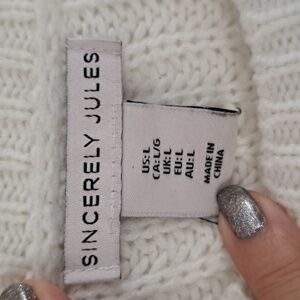 SINCERELY JULES
US:L
CA:L/G
UK:L
EU:L
AU:L
MADE IN
CHINA